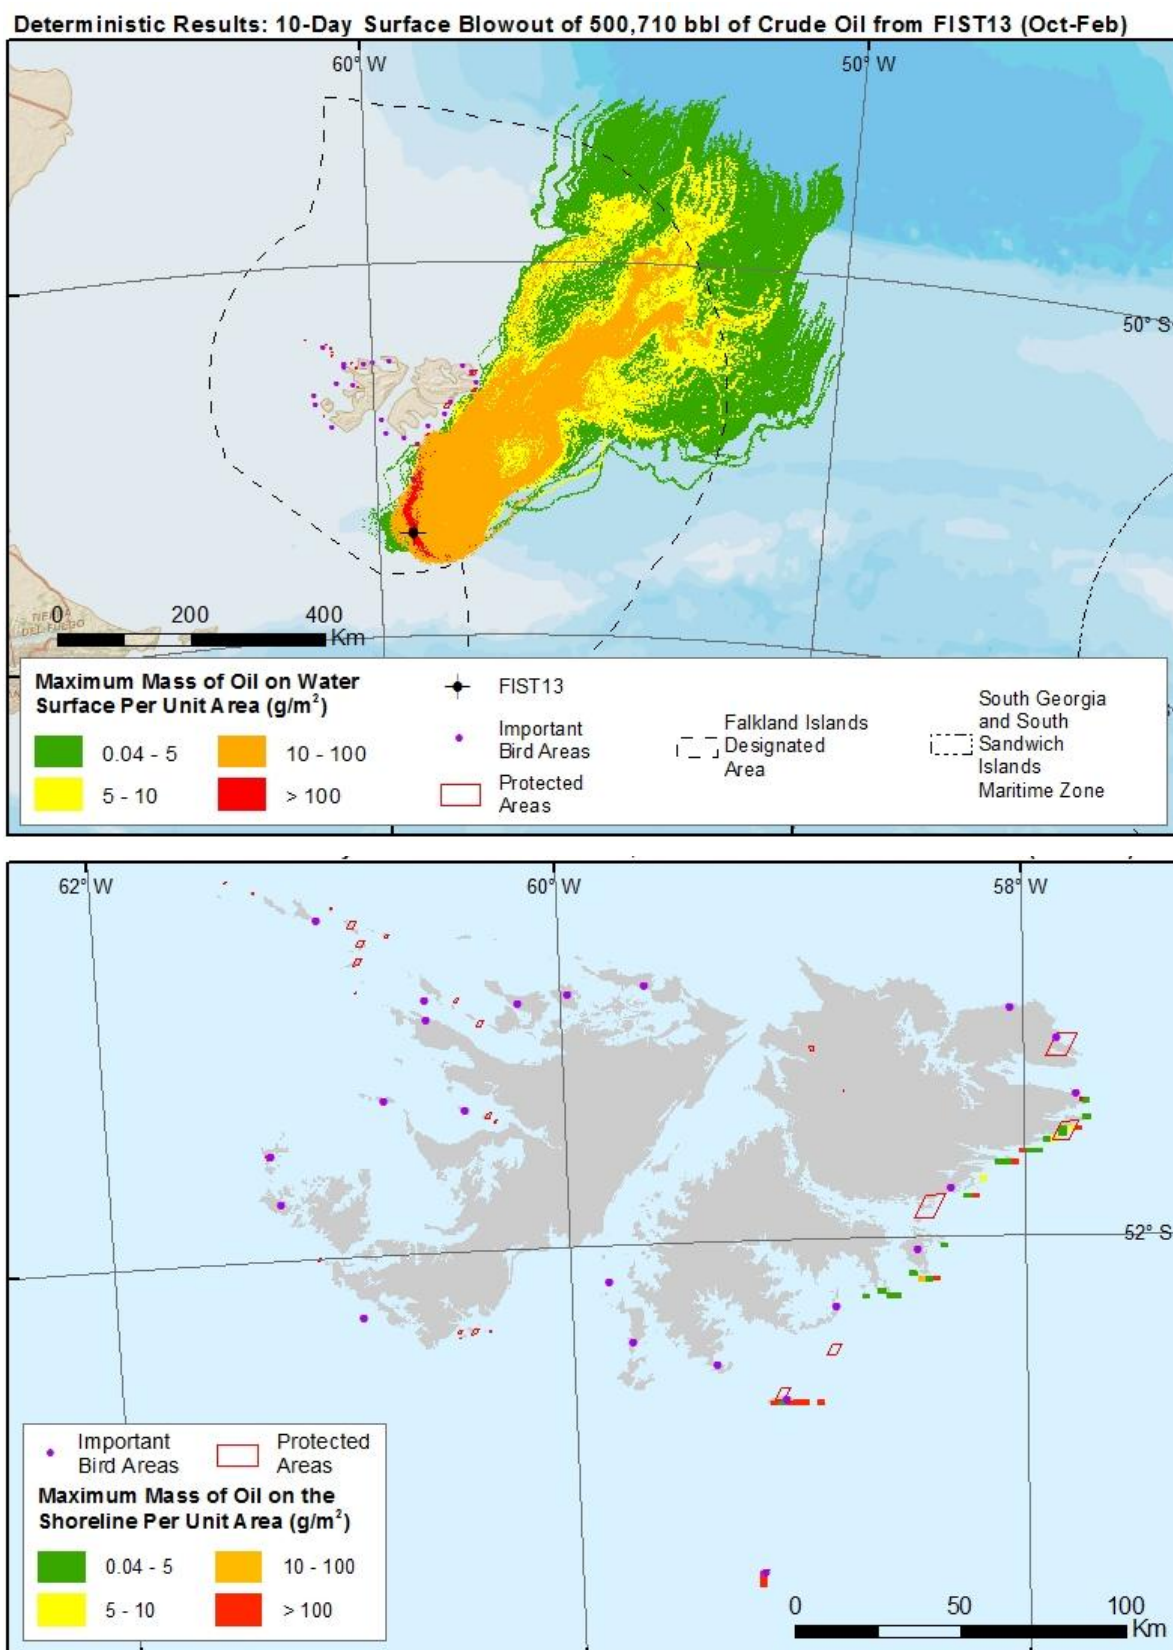 Deterministic Results: 10-Day Surface Blowout of 500,710 bbl of Crude Oil from FIST13 (Oct-Feb)
60° W
50° W
50° S
TIERRA
DEL FUEGO
0
200
400
Km
Maximum Mass of Oil on Water
Surface Per Unit Area (g/m²)
0.04 - 5
10 - 100
5 - 10
> 100
FIST13
Important
Bird Areas
Protected
Areas
Falkland Islands
Designated
Area
South Georgia
and South
Sandwich
Islands
Maritime Zone
62° W
60° W
58° W
52° S
Important
Bird Areas
Protected
Areas
Maximum Mass of Oil on the
Shoreline Per Unit Area (g/m²)
0.04 - 5
10 - 100
5 - 10
> 100
0
50
100
Km